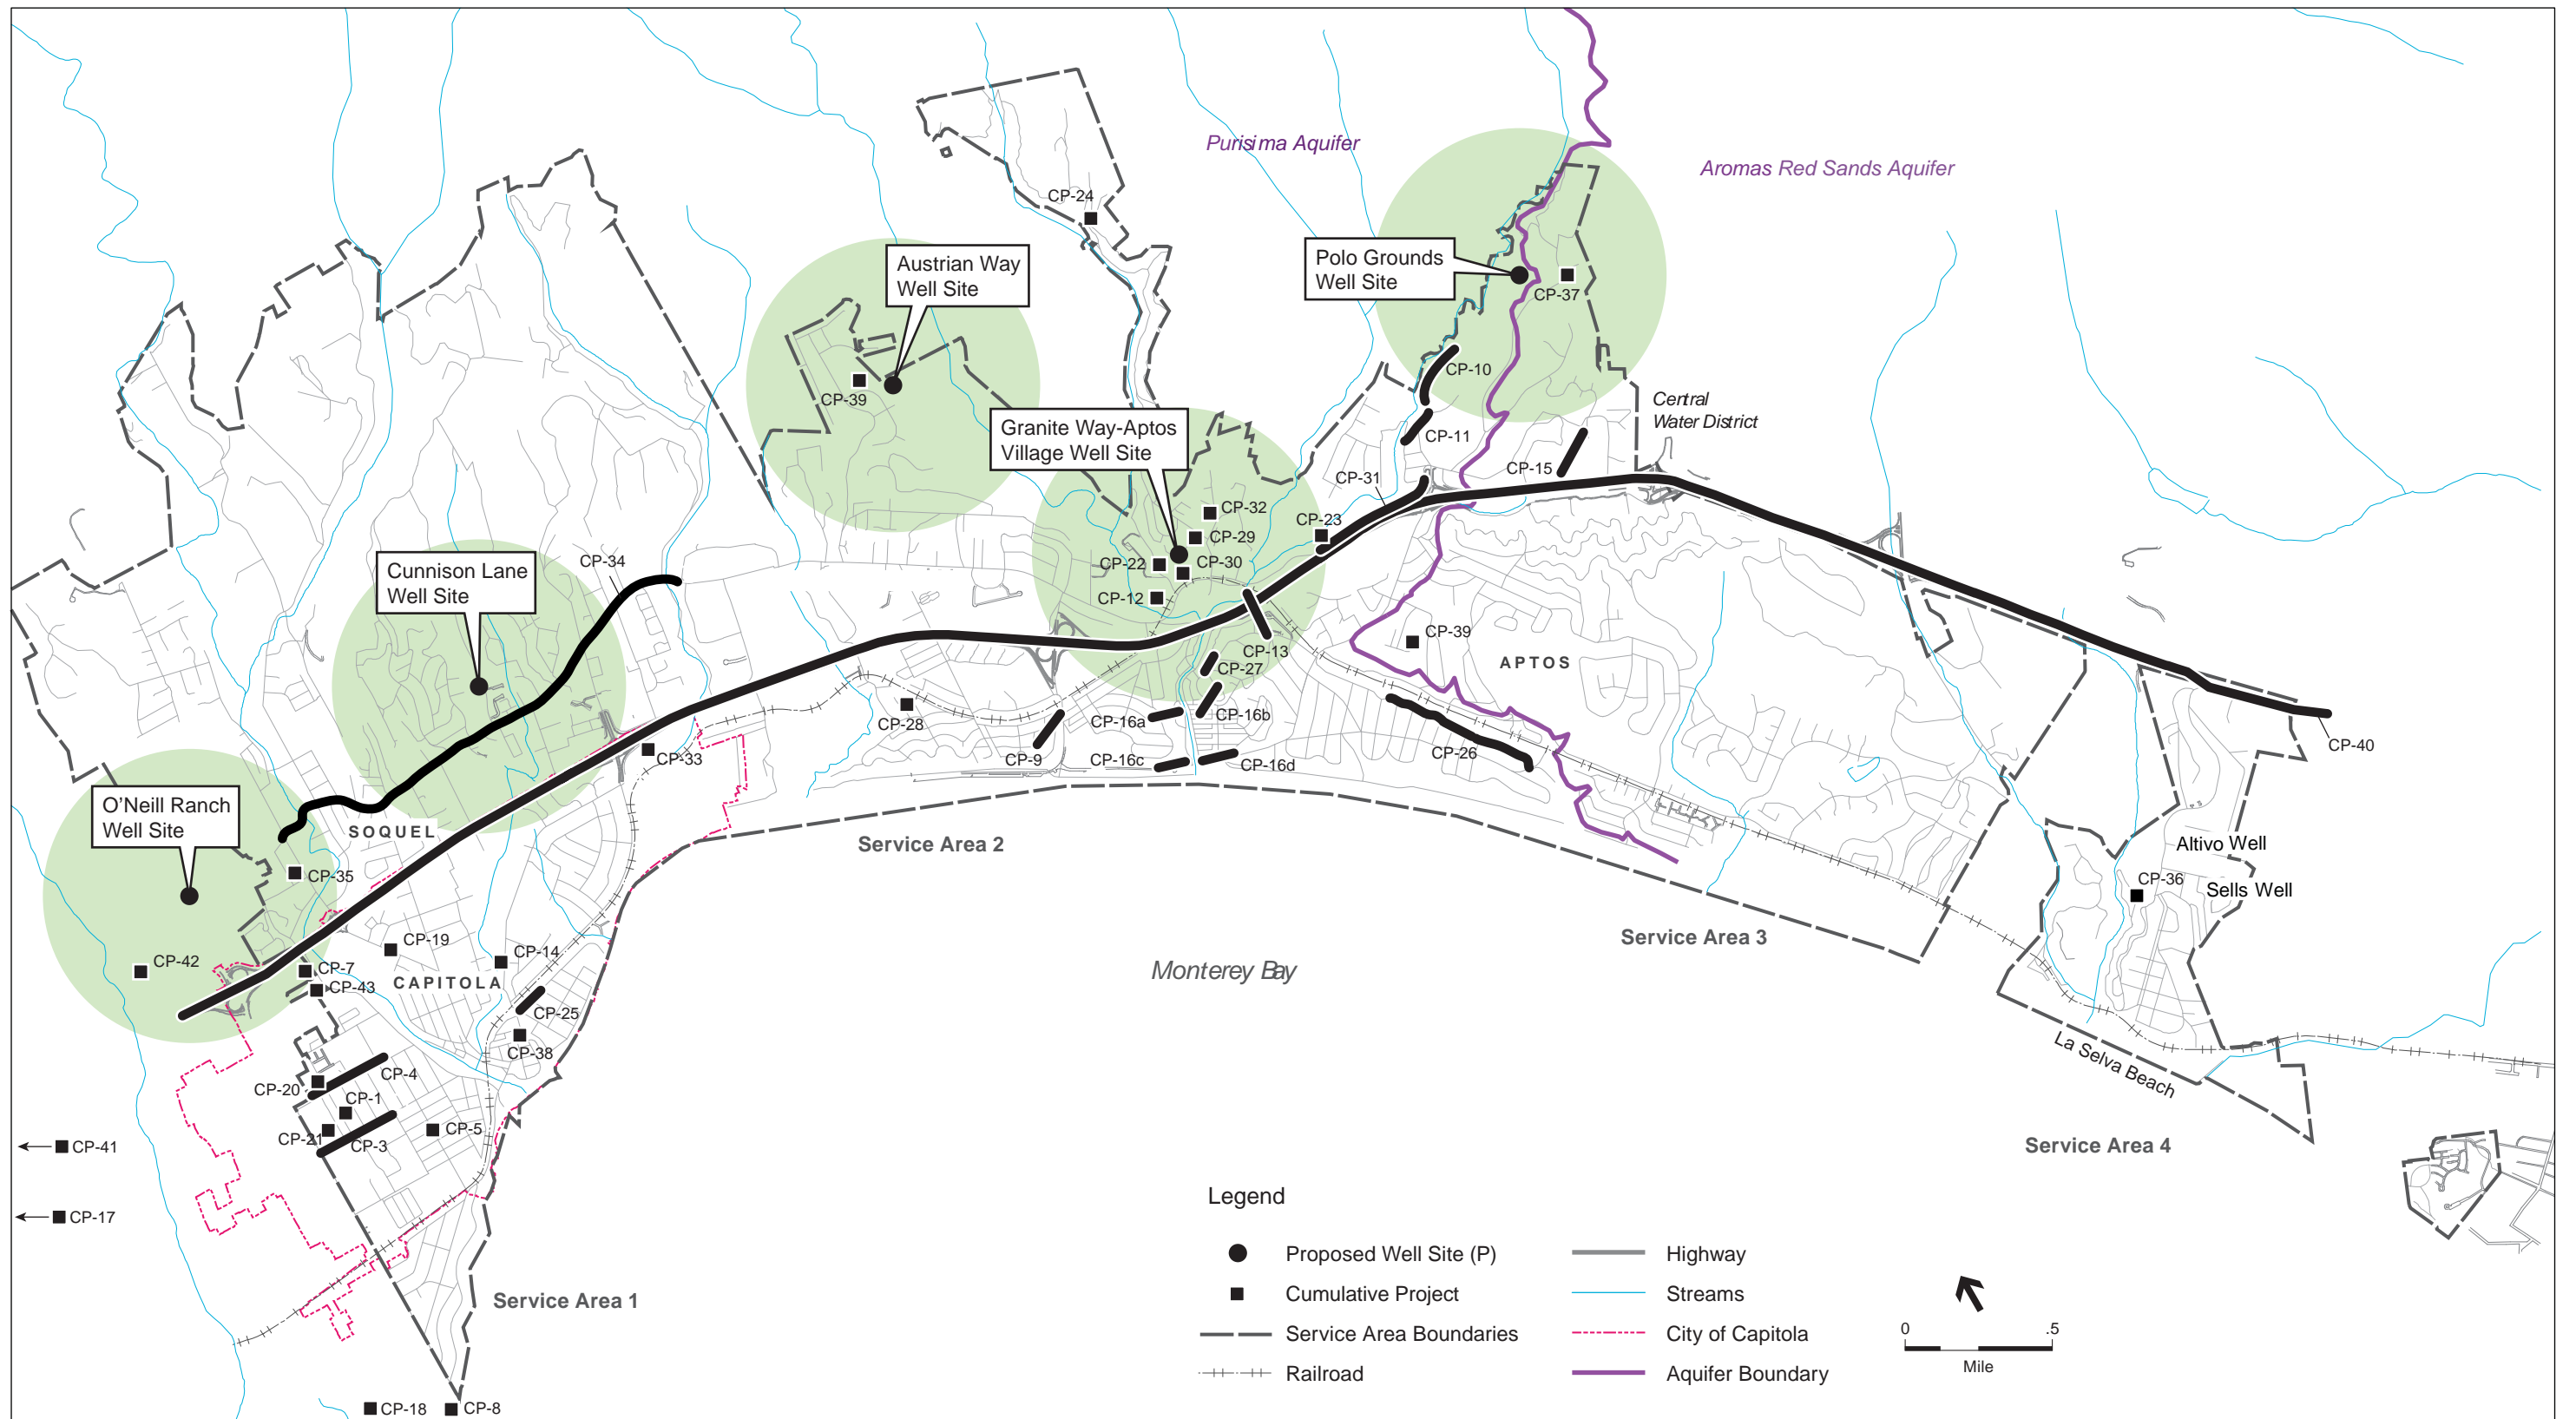 Purisima Aquifer
Aromas Red Sands Aquifer
CP-24
Austrian Way
Well Site
Polo Grounds
Well Site
CP-37
CP-39
CP-10
Central
Water District
Granite Way-Aptos
Village Well Site
CP-11
CP-15
CP-31
CP-32
CP-23
CP-29
CP-22
CP-30
CP-12
Cunnison Lane
Well Site
CP-34
CP-13
CP-39
APTOS
CP-27
CP-28
CP-16a
CP-16b
CP-9
CP-16c
CP-16d
CP-26
CP-33
CP-40
O'Neill Ranch
Well Site
SOQUEL
Service Area 2
Altivo Well
CP-35
CP-36
Sells Well
Service Area 3
CP-19
CP-14
CP-42
CP-7
CAPITOLA
CP-43
Monterey Bay
CP-25
CP-38
La Selva Beach
CP-4
CP-20
CP-1
CP-21
CP-3
CP-5
CP-41
Service Area 4
CP-17
Service Area 1
CP-18
CP-8
Legend
Proposed Well Site (P)
Cumulative Project
Service Area Boundaries
Railroad
Highway
Streams
City of Capitola
Aquifer Boundary
0 .5
Mile